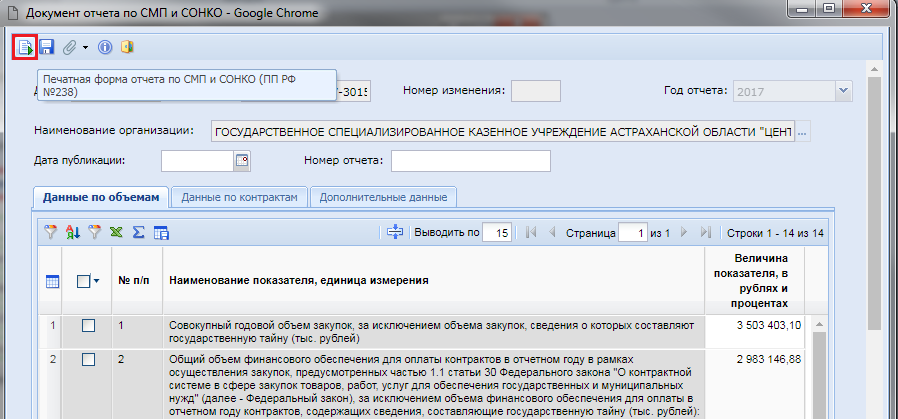 Документ отчета по СМП и СОНКО - Google Chrome
Печатная форма отчета по СМП и СОНКО (ПП РФ
№238)
-3015
Номер изменения:
Год отчета: 2017
Наименование организации: ГОСУДАРСТВЕННОЕ СПЕЦИАЛИЗИРОВАННОЕ КАЗЕННОЕ УЧРЕЖДЕНИЕ АСТРАХАНСКОЙ ОБЛАСТИ "ЦЕНТ ...
Дата публикации: Номер отчета:
Данные по объемам Данные по контрактам Дополнительные данные
Выводить по 15 Страница 1 из 1 Строки 1 - 14 из 14
№ п/п Наименование показателя, единица измерения Величина показателя, в рублях и процентах
1 1 Совокупный годовой объем закупок, за исключением объема закупок, сведения о которых составляют 3 503 403,10
государственную тайну (тыс. рублей)
2 2 Общий объем финансового обеспечения для оплаты контрактов в отчетном году в рамках 2 983 146,88
осуществления закупок, предусмотренных частью 1.1 статьи 30 Федерального закона "О контрактной
системе в сфере закупок товаров, работ, услуг для обеспечения государственных и муниципальных
нужд" (далее - Федеральный закон), за исключением объема финансового обеспечения для оплаты в
отчетном году контрактов, содержащих сведения, составляющие государственную тайну (тыс. рублей):